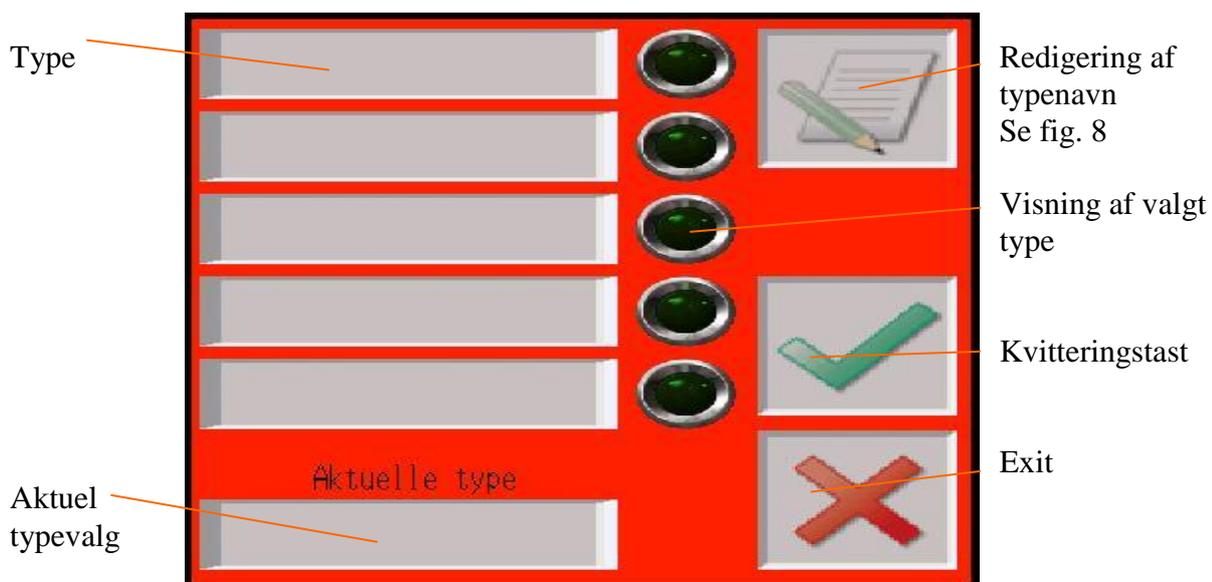 Type
Redigering af
typenavn
Se fig. 8
Visning af valgt
type
Kvitteringstast
Exit
Aktuelle type
Aktuel
typevalg